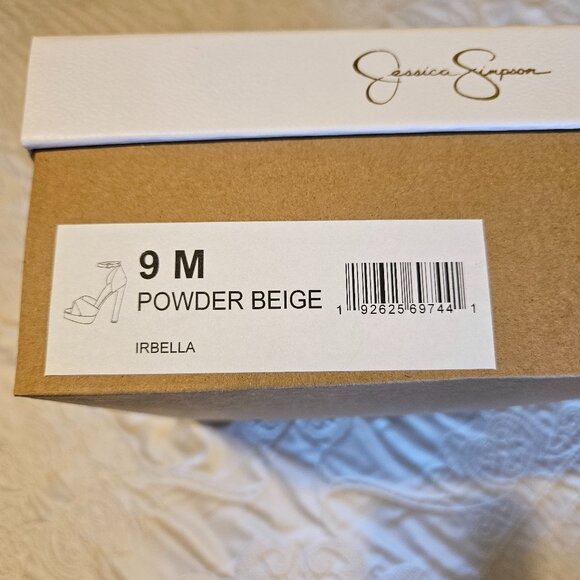 Jessica Simpson
9 M
POWDER BEIGE
IRBELLA
1 92625 69744 1